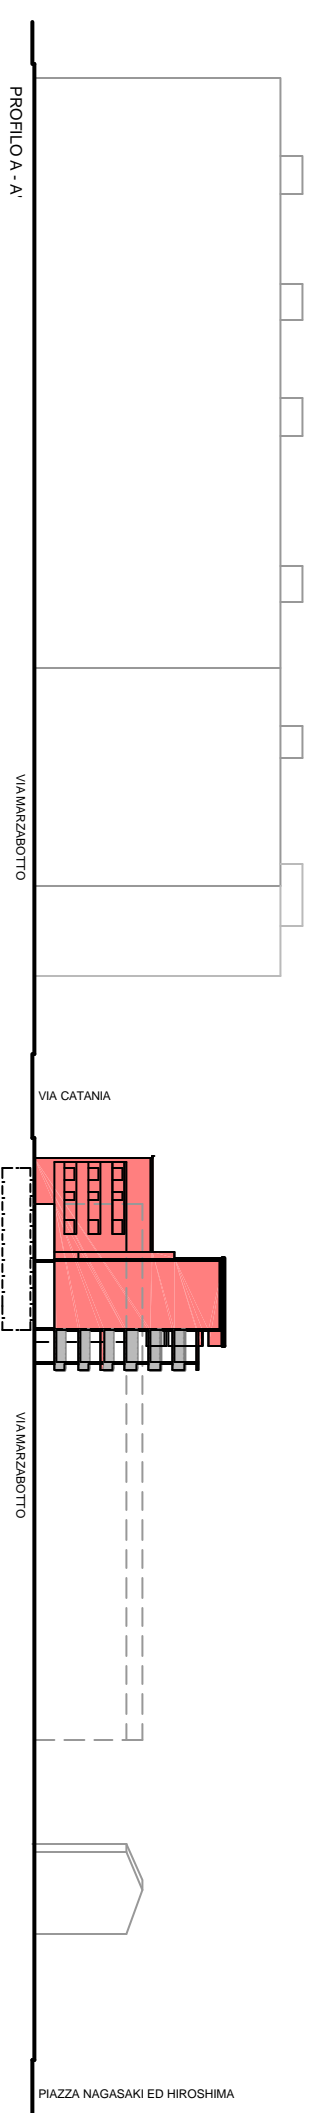 PROFILO A - A'
VIA MARZABOTTO
VIA CATANIA
VIA MARZABOTTO
PIAZZA NAGASAKI ED HIROSHIMA